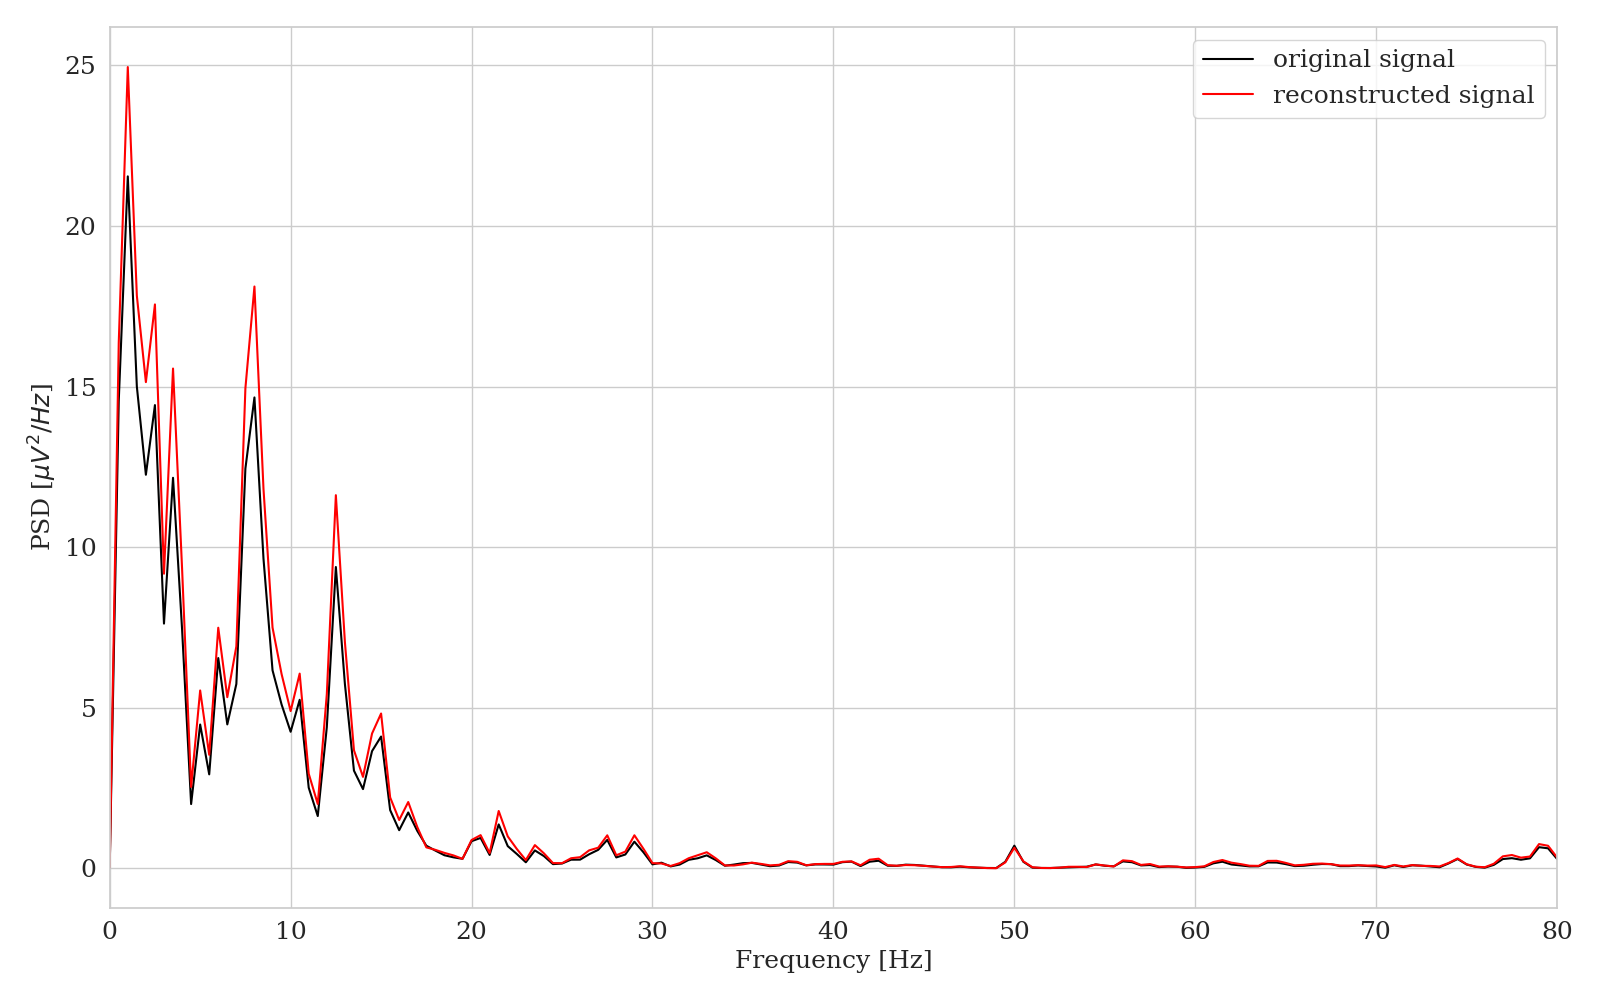 original signal
reconstructed signal
25
20
15
10
5
0
PSD [μV²/Hz]
0 10 20 30 40 50 60 70 80
Frequency [Hz]